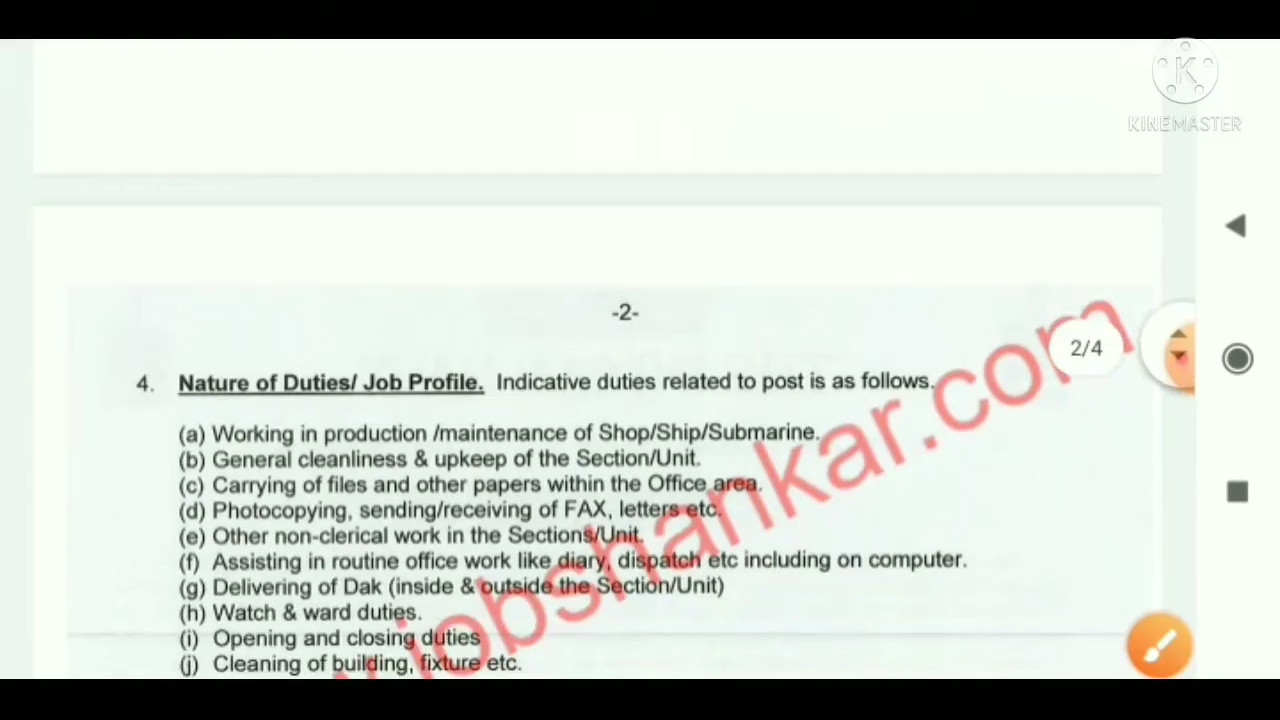 K
KINEMASTER
-2-
2/4
4. Nature of Duties/ Job Profile. Indicative duties related to post is as follows.
(a) Working in production /maintenance of Shop/Ship/Submarine.
(b) General cleanliness & upkeep of the Section/Unit.
(c) Carrying of files and other papers within the Office area.
(d) Photocopying, sending/receiving of FAX, letters etc.
(e) Other non-clerical work in the Sections/Unit.
(f) Assisting in routine office work like diary, dispatch etc including on computer.
(g) Delivering of Dak (inside & outside the Section/Unit)
(h) Watch & ward duties.
(i) Opening and closing duties
(j) Cleaning of building, fixture etc.
jobshankar.com